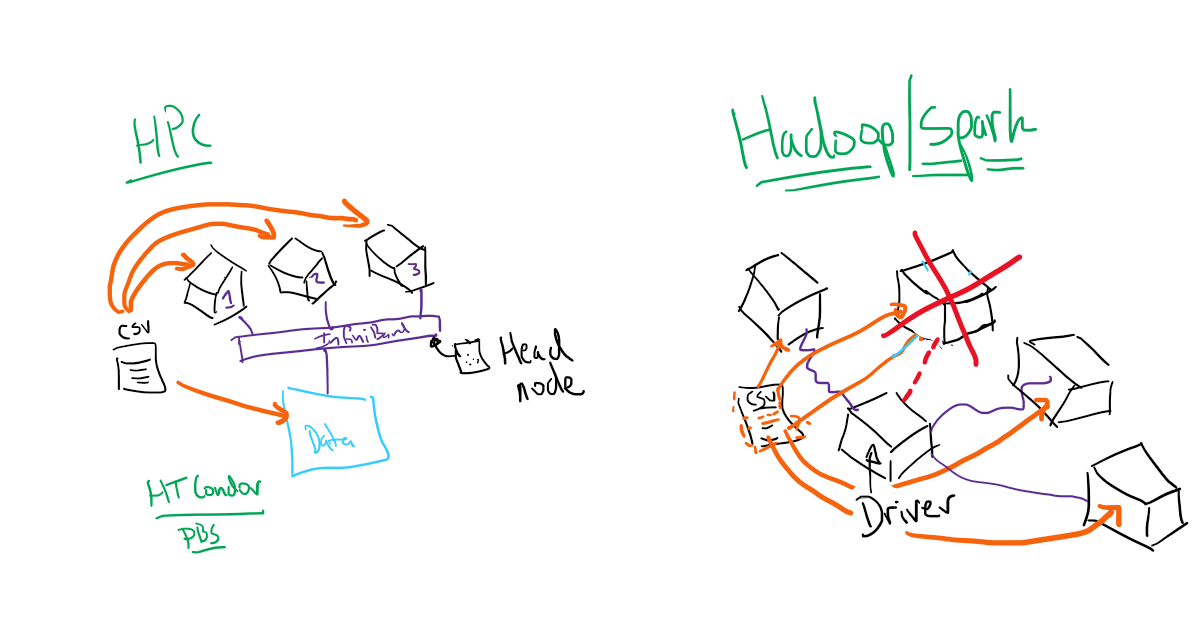 HPC
1
2
3
CSV
InfiniBand
Head
node
Data
HTCondor
PBS
Hadoop|Spark
CSV
Driver